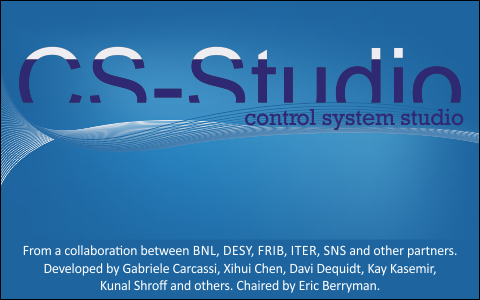 CS-Studio
control system studio
From a collaboration between BNL, DESY, FRIB, ITER, SNS and other partners.
Developed by Gabriele Carcassi, Xihui Chen, Davi Dequidt, Kay Kasemir,
Kunal Shroff and others. Chaired by Eric Berryman.